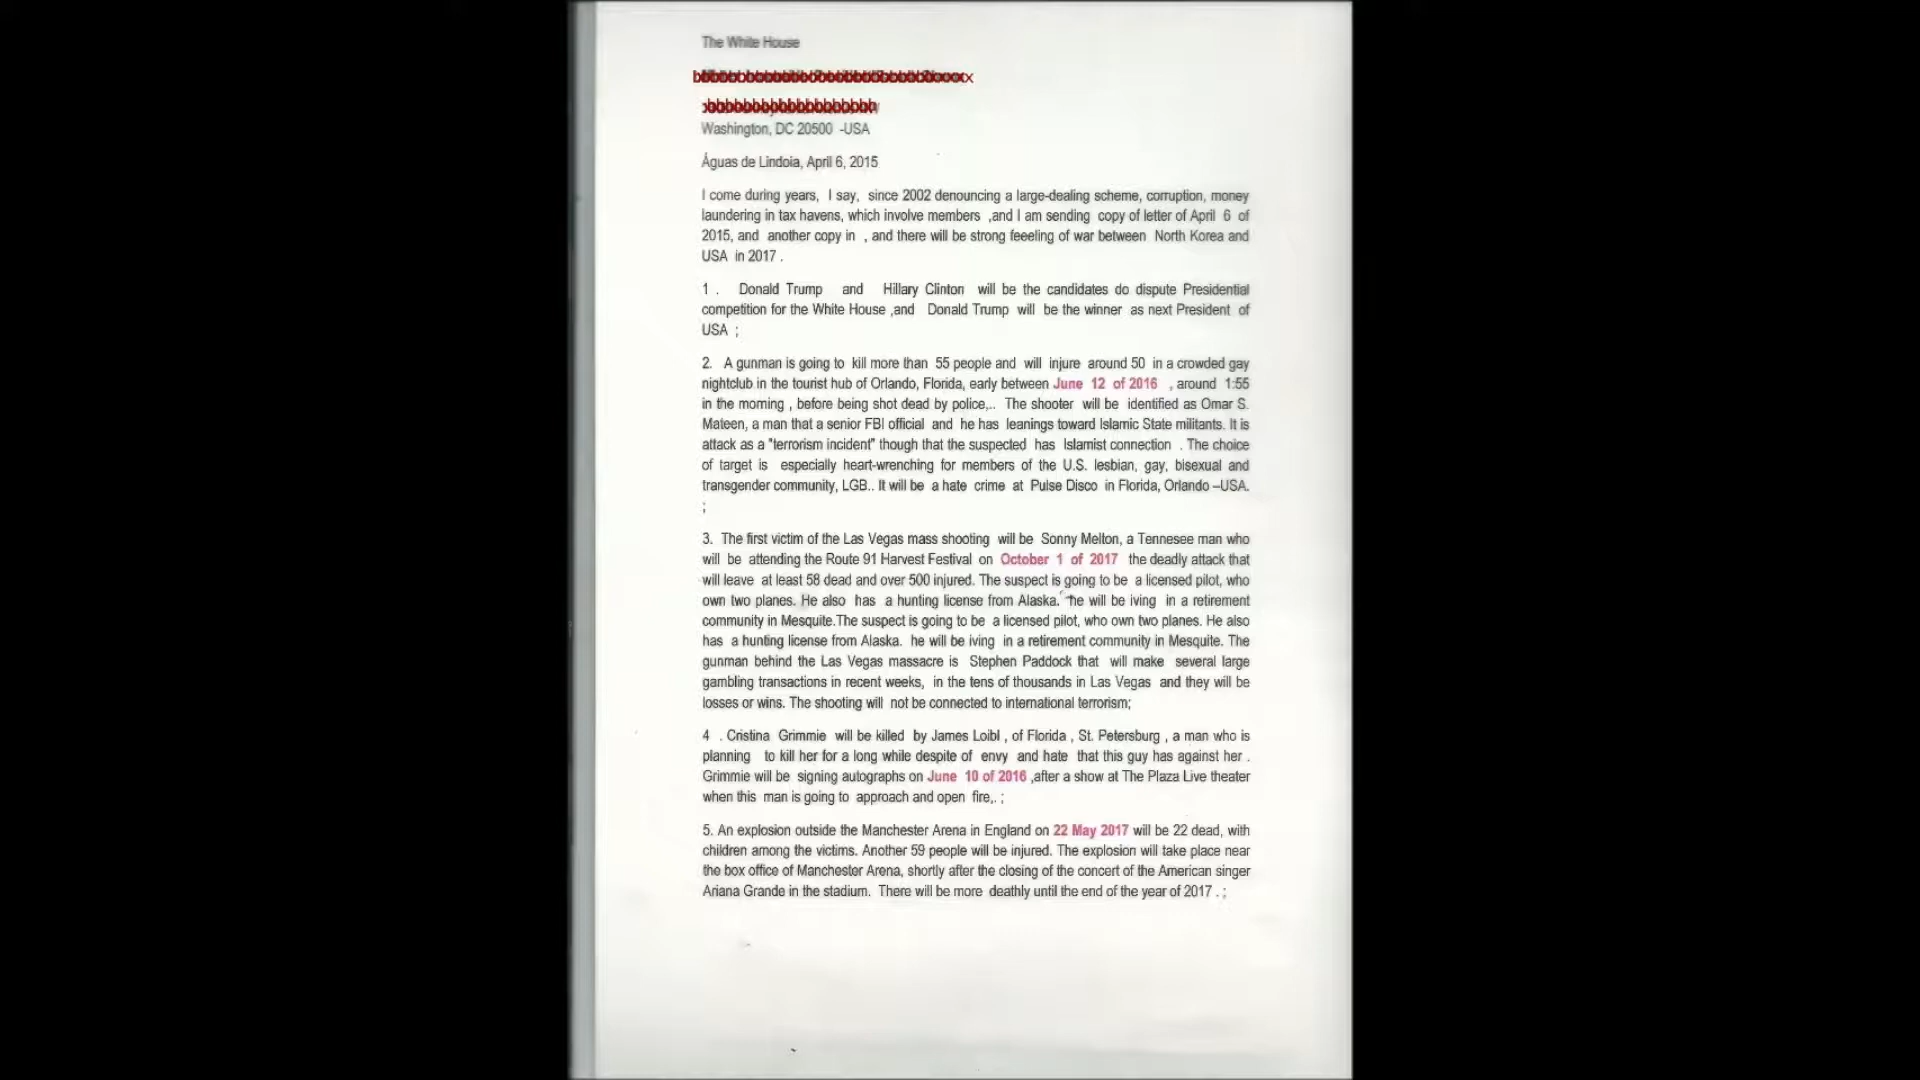 The White House
Washington, DC 20500 -USA
Águas de Lindoia, April 6, 2015
I come during years, I say, since 2002 denouncing a large-dealing scheme, corruption, money
laundering in tax havens, which involve members ,and I am sending copy of letter of April 6 of
2015, and another copy in , and there will be strong feeeling of war between North Korea and
USA in 2017 .
1 . Donald Trump and Hillary Clinton will be the candidates do dispute Presidential
competition for the White House ,and Donald Trump will be the winner as next President of
USA ;
2. A gunman is going to kill more than 55 people and will injure around 50 in a crowded gay
nightclub in the tourist hub of Orlando, Florida, early between June 12 of 2016 , around 1:55
in the morning , before being shot dead by police,.. The shooter will be identified as Omar S.
Mateen, a man that a senior FBI official and he has leanings toward Islamic State militants. It is
attack as a "terrorism incident" though that the suspected has Islamist connection . The choice
of target is especially heart-wrenching for members of the U.S. lesbian, gay, bisexual and
transgender community, LGB.. It will be a hate crime at Pulse Disco in Florida, Orlando –USA.
;
3. The first victim of the Las Vegas mass shooting will be Sonny Melton, a Tennesee man who
will be attending the Route 91 Harvest Festival on October 1 of 2017 the deadly attack that
will leave at least 58 dead and over 500 injured. The suspect is going to be a licensed pilot, who
own two planes. He also has a hunting license from Alaska. he will be iving in a retirement
community in Mesquite.The suspect is going to be a licensed pilot, who own two planes. He also
has a hunting license from Alaska. he will be iving in a retirement community in Mesquite. The
gunman behind the Las Vegas massacre is Stephen Paddock that will make several large
gambling transactions in recent weeks, in the tens of thousands in Las Vegas and they will be
losses or wins. The shooting will not be connected to international terrorism;
4 . Cristina Grimmie will be killed by James Loibl , of Florida , St. Petersburg , a man who is
planning to kill her for a long while despite of envy and hate that this guy has against her .
Grimmie will be signing autographs on June 10 of 2016 ,after a show at The Plaza Live theater
when this man is going to approach and open fire,. ;
5. An explosion outside the Manchester Arena in England on 22 May 2017 will be 22 dead, with
children among the victims. Another 59 people will be injured. The explosion will take place near
the box office of Manchester Arena, shortly after the closing of the concert of the American singer
Ariana Grande in the stadium. There will be more deathly until the end of the year of 2017 . ;